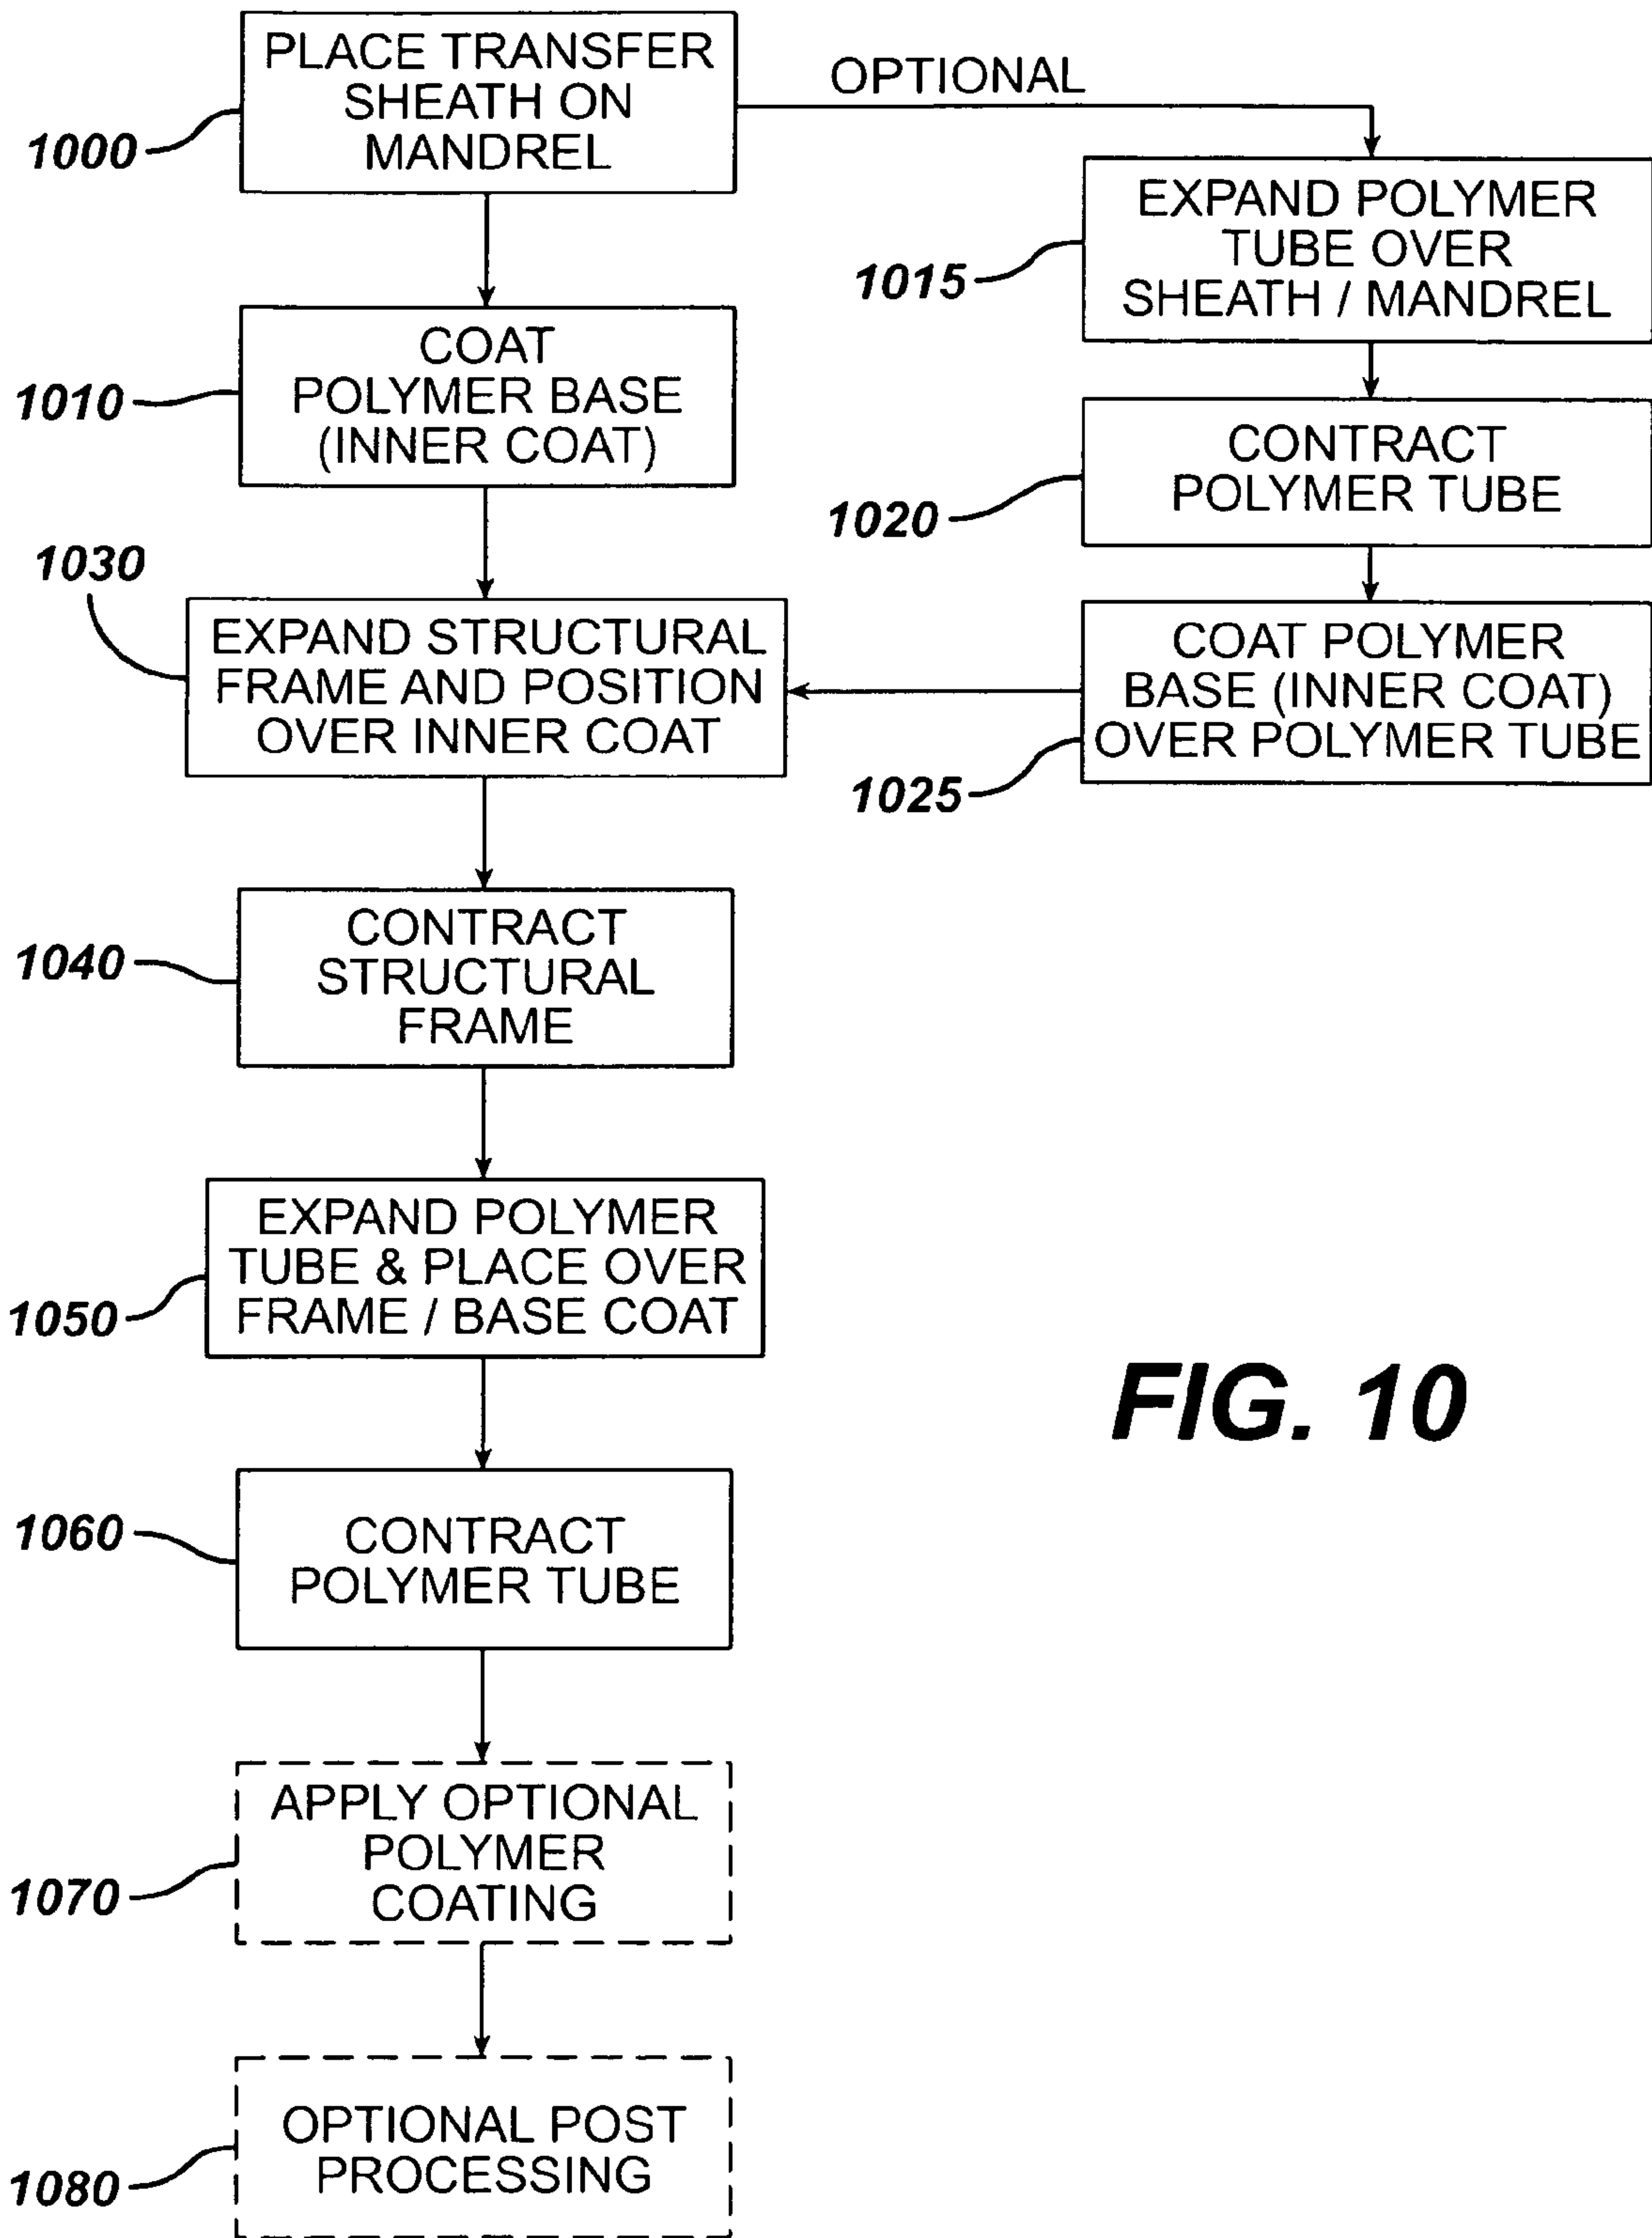 PLACE TRANSFER
SHEATH ON
MANDREL
1000
OPTIONAL
EXPAND POLYMER
TUBE OVER
SHEATH / MANDREL
1015
COAT
POLYMER BASE
(INNER COAT)
1010
CONTRACT
POLYMER TUBE
1020
1030
EXPAND STRUCTURAL
FRAME AND POSITION
OVER INNER COAT
COAT POLYMER
BASE (INNER COAT)
OVER POLYMER TUBE
1025
CONTRACT
STRUCTURAL
FRAME
1040
EXPAND POLYMER
TUBE & PLACE OVER
FRAME / BASE COAT
1050
FIG. 10
CONTRACT
POLYMER TUBE
1060
APPLY OPTIONAL
POLYMER
COATING
1070
OPTIONAL POST
PROCESSING
1080